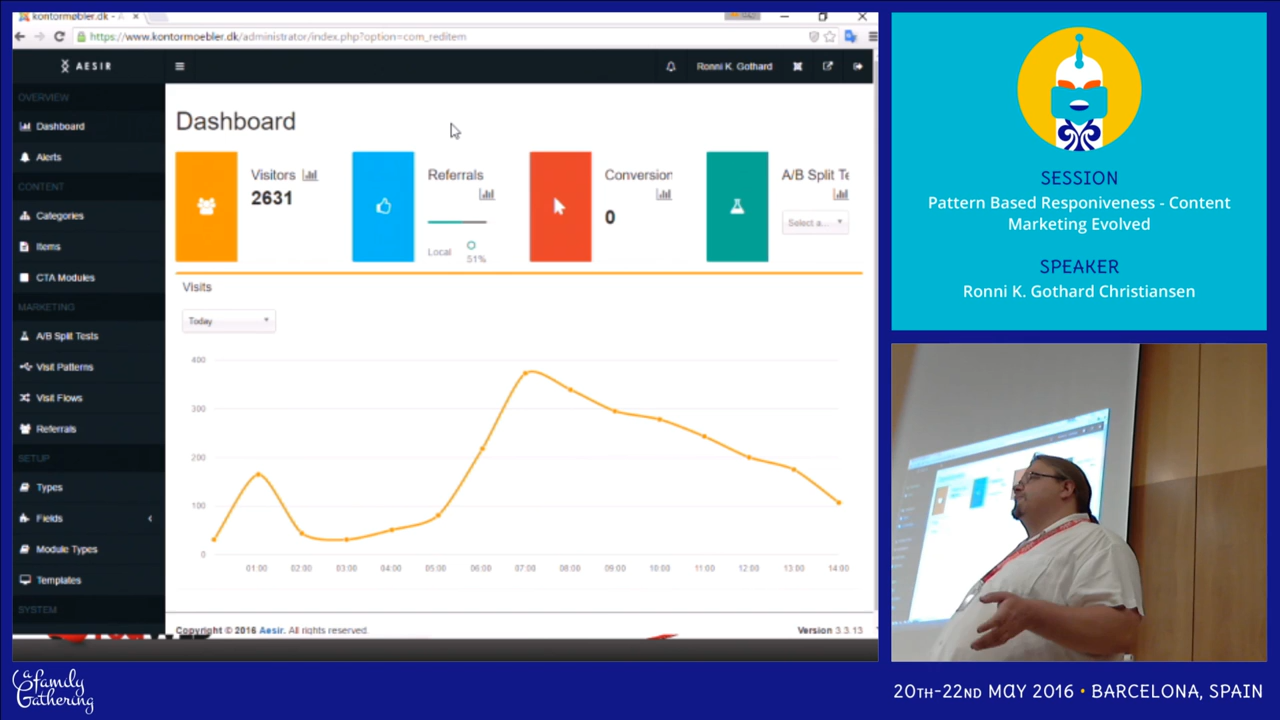 kontormøbler.dk - A
https://www.kontormoebler.dk/administrator/index.php?option=com_reditem
AESIR
Ronni K. Gothard
OVERVIEW
Dashboard
Alerts
CONTENT
Categories
Items
CTA Modules
MARKETING
A/B Split Tests
Visit Patterns
Visit Flows
Referrals
SETUP
Types
Fields
Module Types
Templates
SYSTEM
Dashboard
Visitors
2631
Referrals
Local
51%
Conversion
0
A/B Split Te
Select a...
Visits
Today
400
300
200
100
0
01:00 02:00 03:00 04:00 05:00 06:00 07:00 08:00 09:00 10:00 11:00 12:00 13:00 14:00
Copyright © 2016 Aesir. All rights reserved.
Version 3.3.13
SESSION
Pattern Based Responiveness - Content
Marketing Evolved
SPEAKER
Ronni K. Gothard Christiansen
a family
Gathering
20TH-22ND MAY 2016 • BARCELONA, SPAIN